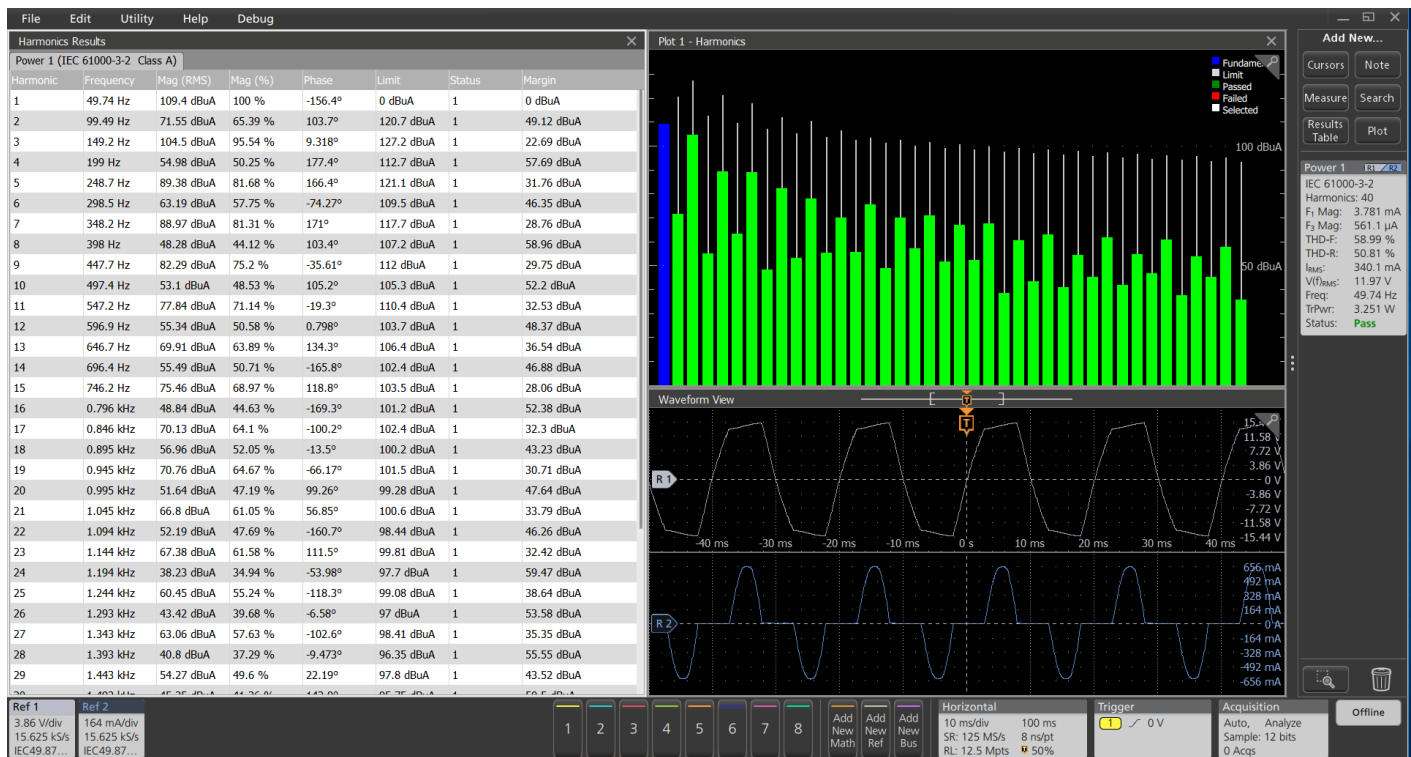 File Edit Utility Help Debug
Harmonics Results
Power 1 (IEC 61000-3-2 Class A)
Harmonic Frequency Mag (RMS) Mag (%) Phase Limit Status Margin
1 49.74 Hz 109.4 dBuA 100 % -156.4º 0 dBuA 1 0 dBuA
2 99.49 Hz 71.55 dBuA 65.39 % 103.7º 120.7 dBuA 1 49.12 dBuA
3 149.2 Hz 104.5 dBuA 95.54 % 9.318º 127.2 dBuA 1 22.69 dBuA
4 199 Hz 54.98 dBuA 50.25 % 177.4º 112.7 dBuA 1 57.69 dBuA
5 248.7 Hz 89.38 dBuA 81.68 % 166.4º 121.1 dBuA 1 31.76 dBuA
6 298.5 Hz 63.19 dBuA 57.75 % -74.27º 109.5 dBuA 1 46.35 dBuA
7 348.2 Hz 88.97 dBuA 81.31 % 171º 117.7 dBuA 1 28.76 dBuA
8 398 Hz 48.28 dBuA 44.12 % 103.4º 107.2 dBuA 1 58.96 dBuA
9 447.7 Hz 82.29 dBuA 75.2 % -35.61º 112 dBuA 1 29.75 dBuA
10 497.4 Hz 53.1 dBuA 48.53 % 105.2º 105.3 dBuA 1 52.2 dBuA
11 547.2 Hz 77.84 dBuA 71.14 % -19.3º 110.4 dBuA 1 32.53 dBuA
12 596.9 Hz 55.34 dBuA 50.58 % 0.798º 103.7 dBuA 1 48.37 dBuA
13 646.7 Hz 69.91 dBuA 63.89 % 134.3º 106.4 dBuA 1 36.54 dBuA
14 696.4 Hz 55.49 dBuA 50.71 % -165.8º 102.4 dBuA 1 46.88 dBuA
15 746.2 Hz 75.46 dBuA 68.97 % 118.8º 103.5 dBuA 1 28.06 dBuA
16 0.796 kHz 48.84 dBuA 44.63 % -169.3º 101.2 dBuA 1 52.38 dBuA
17 0.846 kHz 70.13 dBuA 64.1 % -100.2º 102.4 dBuA 1 32.3 dBuA
18 0.895 kHz 56.96 dBuA 52.05 % -13.5º 100.2 dBuA 1 43.23 dBuA
19 0.945 kHz 70.76 dBuA 64.67 % -66.17º 101.5 dBuA 1 30.71 dBuA
20 0.995 kHz 51.64 dBuA 47.19 % 99.26º 99.28 dBuA 1 47.64 dBuA
21 1.045 kHz 66.8 dBuA 61.05 % 56.85º 100.6 dBuA 1 33.79 dBuA
22 1.094 kHz 52.19 dBuA 47.69 % -160.7º 98.44 dBuA 1 46.26 dBuA
23 1.144 kHz 67.38 dBuA 61.58 % 111.5º 99.81 dBuA 1 32.42 dBuA
24 1.194 kHz 38.23 dBuA 34.94 % -53.98º 97.7 dBuA 1 59.47 dBuA
25 1.244 kHz 60.45 dBuA 55.24 % -118.3º 99.08 dBuA 1 38.64 dBuA
26 1.293 kHz 43.42 dBuA 39.68 % -6.58º 97 dBuA 1 53.58 dBuA
27 1.343 kHz 63.06 dBuA 57.63 % -102.6º 98.41 dBuA 1 35.35 dBuA
28 1.393 kHz 40.8 dBuA 37.29 % -9.473º 96.35 dBuA 1 55.55 dBuA
29 1.443 kHz 54.27 dBuA 49.6 % 22.19º 97.8 dBuA 1 43.52 dBuA
Plot 1 - Harmonics
Limit
Passed
Failed
Selected
100 dBuA
50 dBuA
Waveform View
T
T
11.58 V
7.72 V
3.86 V
R 1
0 V
-3.86 V
-7.72 V
-11.58 V
-15.44 V
-40 ms -30 ms -20 ms -10 ms 0 s 10 ms 20 ms 30 ms 40 ms
656 mA
492 mA
328 mA
164 mA
R 2
0 A
-164 mA
-328 mA
-492 mA
-656 mA
Add New...
Cursors Note
Measure Search
Results Table Plot
Power 1 R1 R2
IEC 61000-3-2
Harmonics: 40
F₁ Mag: 3.781 mA
F₃ Mag: 561.1 µA
THD-F: 58.99 %
THD-R: 50.81 %
IRMS: 340.1 mA
V(f)RMS: 11.97 V
Freq: 49.74 Hz
TrPwr: 3.251 W
Status: Pass
Ref 1
3.86 V/div
15.625 kS/s
IEC49.87...
Ref 2
164 mA/div
15.625 kS/s
IEC49.87...
1 2 3 4 5 6 7 8
Add New Math
Add New Ref
Add New Bus
Horizontal
10 ms/div 100 ms
SR: 125 MS/s 8 ns/pt
RL: 12.5 Mpts 50%
Trigger
1 0 V
Acquisition
Auto, Analyze
Sample: 12 bits
0 Acqs
Offline